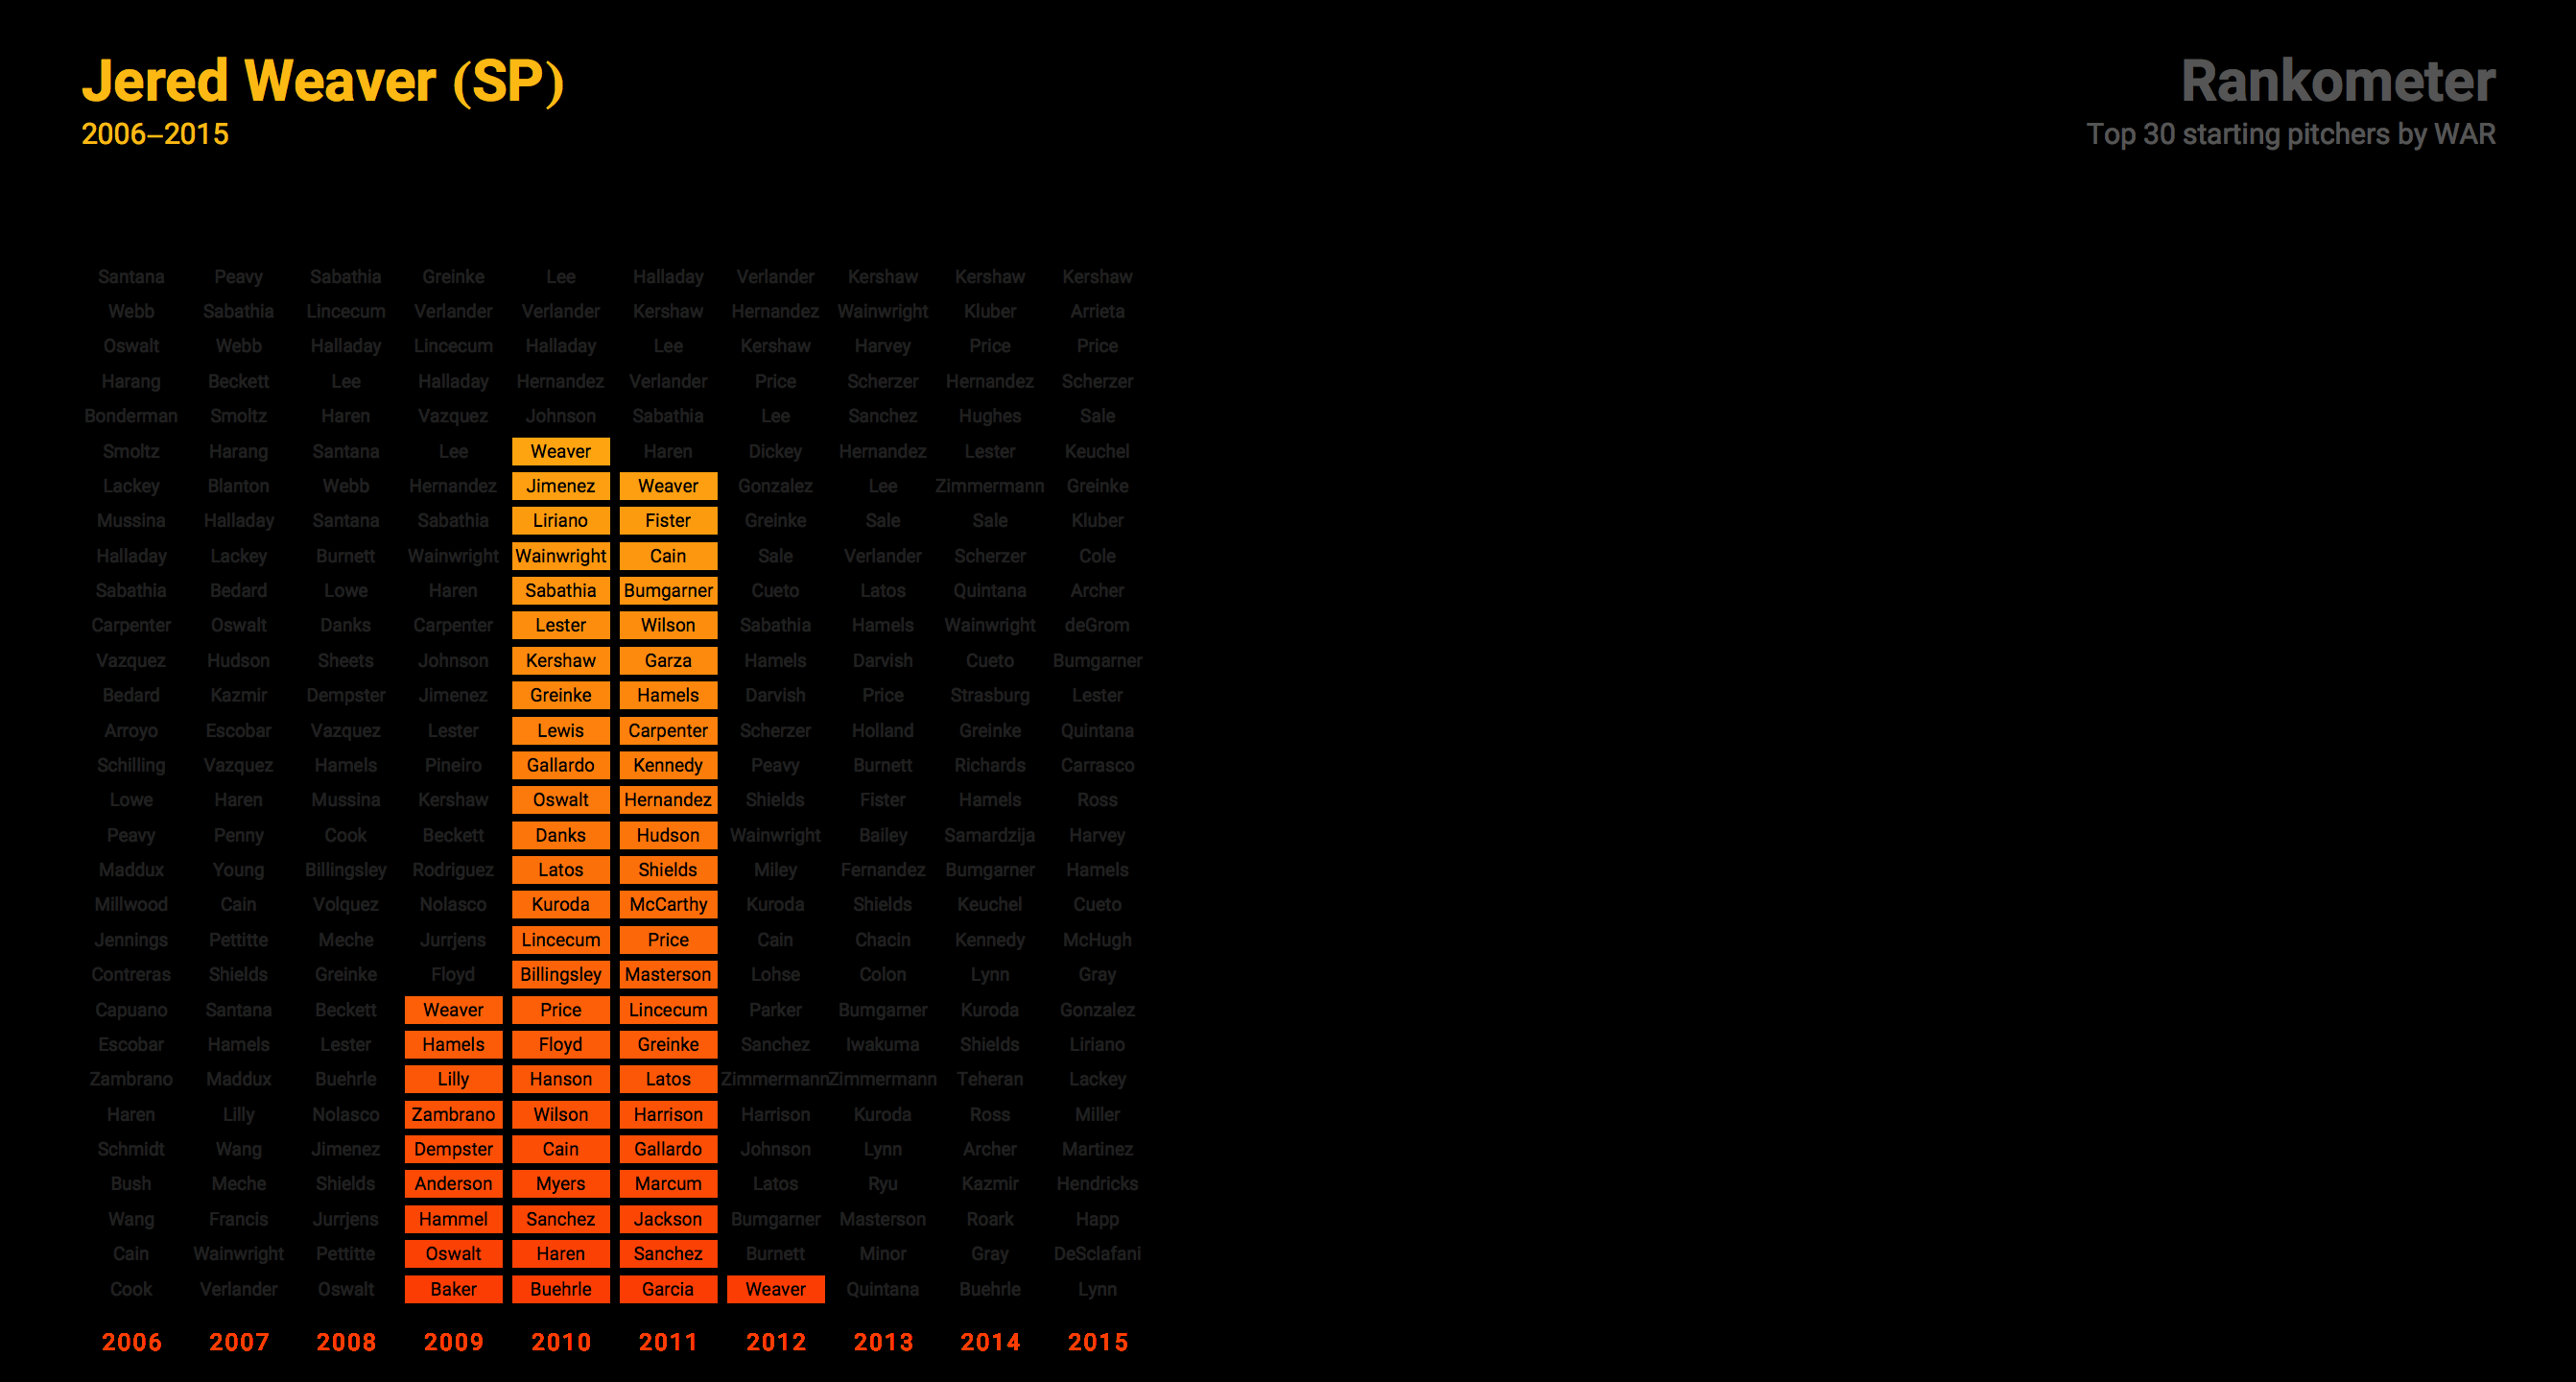 Jered Weaver (SP)
2006–2015
Rankometer
Top 30 starting pitchers by WAR
Santana Peavy Sabathia Greinke Lee Halladay Verlander Kershaw Kershaw Kershaw
Webb Sabathia Lincecum Verlander Verlander Kershaw Hernandez Wainwright Kluber Arrieta
Oswalt Webb Halladay Lincecum Halladay Lee Kershaw Harvey Price Price
Harang Beckett Lee Halladay Hernandez Verlander Price Scherzer Hernandez Scherzer
Bonderman Smoltz Haren Vazquez Johnson Sabathia Lee Sanchez Hughes Sale
Smoltz Harang Santana Lee Weaver Haren Dickey Hernandez Lester Keuchel
Lackey Blanton Webb Hernandez Jimenez Weaver Gonzalez Lee Zimmermann Greinke
Mussina Halladay Santana Sabathia Liriano Fister Greinke Sale Sale Kluber
Halladay Lackey Burnett Wainwright Wainwright Cain Sale Verlander Scherzer Cole
Sabathia Bedard Lowe Haren Sabathia Bumgarner Cueto Latos Quintana Archer
Carpenter Oswalt Danks Carpenter Lester Wilson Sabathia Hamels Wainwright deGrom
Vazquez Hudson Sheets Johnson Kershaw Garza Hamels Darvish Cueto Bumgarner
Bedard Kazmir Dempster Jimenez Greinke Hamels Darvish Price Strasburg Lester
Arroyo Escobar Vazquez Lester Lewis Carpenter Scherzer Holland Greinke Quintana
Schilling Vazquez Hamels Pineiro Gallardo Kennedy Peavy Burnett Richards Carrasco
Lowe Haren Mussina Kershaw Oswalt Hernandez Shields Fister Hamels Ross
Peavy Penny Cook Beckett Danks Hudson Wainwright Bailey Samardzija Harvey
Maddux Young Billingsley Rodriguez Latos Shields Miley Fernandez Bumgarner Hamels
Millwood Cain Volquez Nolasco Kuroda McCarthy Kuroda Shields Keuchel Cueto
Jennings Pettitte Meche Jurrjens Lincecum Price Cain Chacin Kennedy McHugh
Contreras Shields Greinke Floyd Billingsley Masterson Lohse Colon Lynn Gray
Capuano Santana Beckett Weaver Price Lincecum Parker Bumgarner Kuroda Gonzalez
Escobar Hamels Lester Hamels Floyd Greinke Sanchez Iwakuma Shields Liriano
Zambrano Maddux Buehrle Lilly Hanson Latos Zimmermann Zimmermann Teheran Lackey
Haren Lilly Nolasco Zambrano Wilson Harrison Harrison Kuroda Ross Miller
Schmidt Wang Jimenez Dempster Cain Gallardo Johnson Lynn Archer Martinez
Bush Meche Shields Anderson Myers Marcum Latos Ryu Kazmir Hendricks
Wang Francis Jurrjens Hammel Sanchez Jackson Bumgarner Masterson Roark Happ
Cain Wainwright Pettitte Oswalt Haren Sanchez Burnett Minor Gray DeSclafani
Cook Verlander Oswalt Baker Buehrle Garcia Weaver Quintana Buehrle Lynn
2006 2007 2008 2009 2010 2011 2012 2013 2014 2015